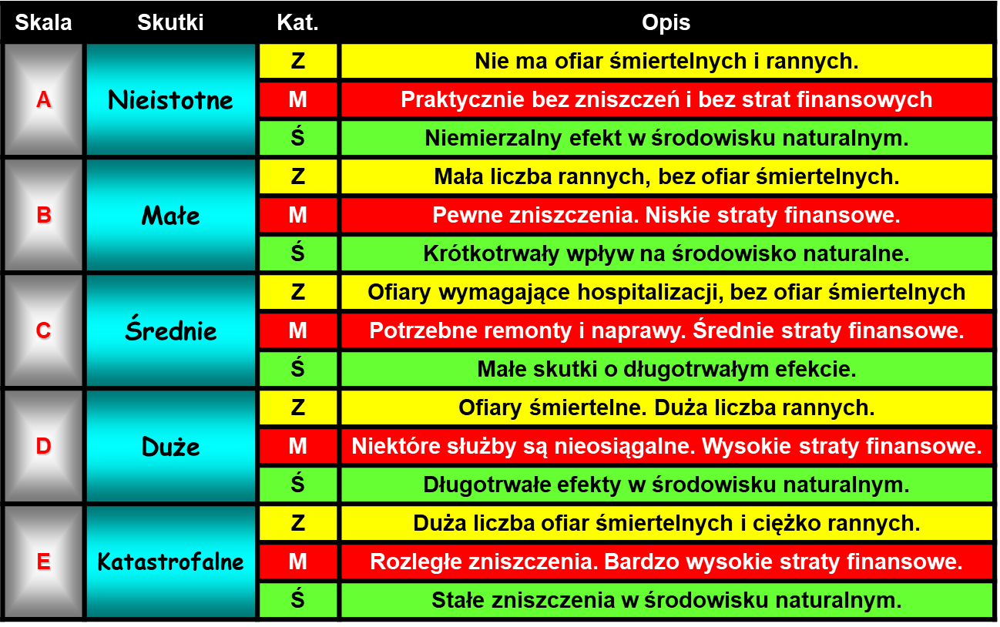 Skala Skutki Kat. Opis
A Nieistotne Z Nie ma ofiar śmiertelnych i rannych.
M Praktycznie bez zniszczeń i bez strat finansowych
Ś Niemierzalny efekt w środowisku naturalnym.
B Małe Z Mała liczba rannych, bez ofiar śmiertelnych.
M Pewne zniszczenia. Niskie straty finansowe.
Ś Krótkotrwały wpływ na środowisko naturalne.
C Średnie Z Ofiary wymagające hospitalizacji, bez ofiar śmiertelnych
M Potrzebne remonty i naprawy. Średnie straty finansowe.
Ś Małe skutki o długotrwałym efekcie.
D Duże Z Ofiary śmiertelne. Duża liczba rannych.
M Niektóre służby są nieosiągalne. Wysokie straty finansowe.
Ś Długotrwałe efekty w środowisku naturalnym.
E Katastrofalne Z Duża liczba ofiar śmiertelnych i ciężko rannych.
M Rozległe zniszczenia. Bardzo wysokie straty finansowe.
Ś Stałe zniszczenia w środowisku naturalnym.